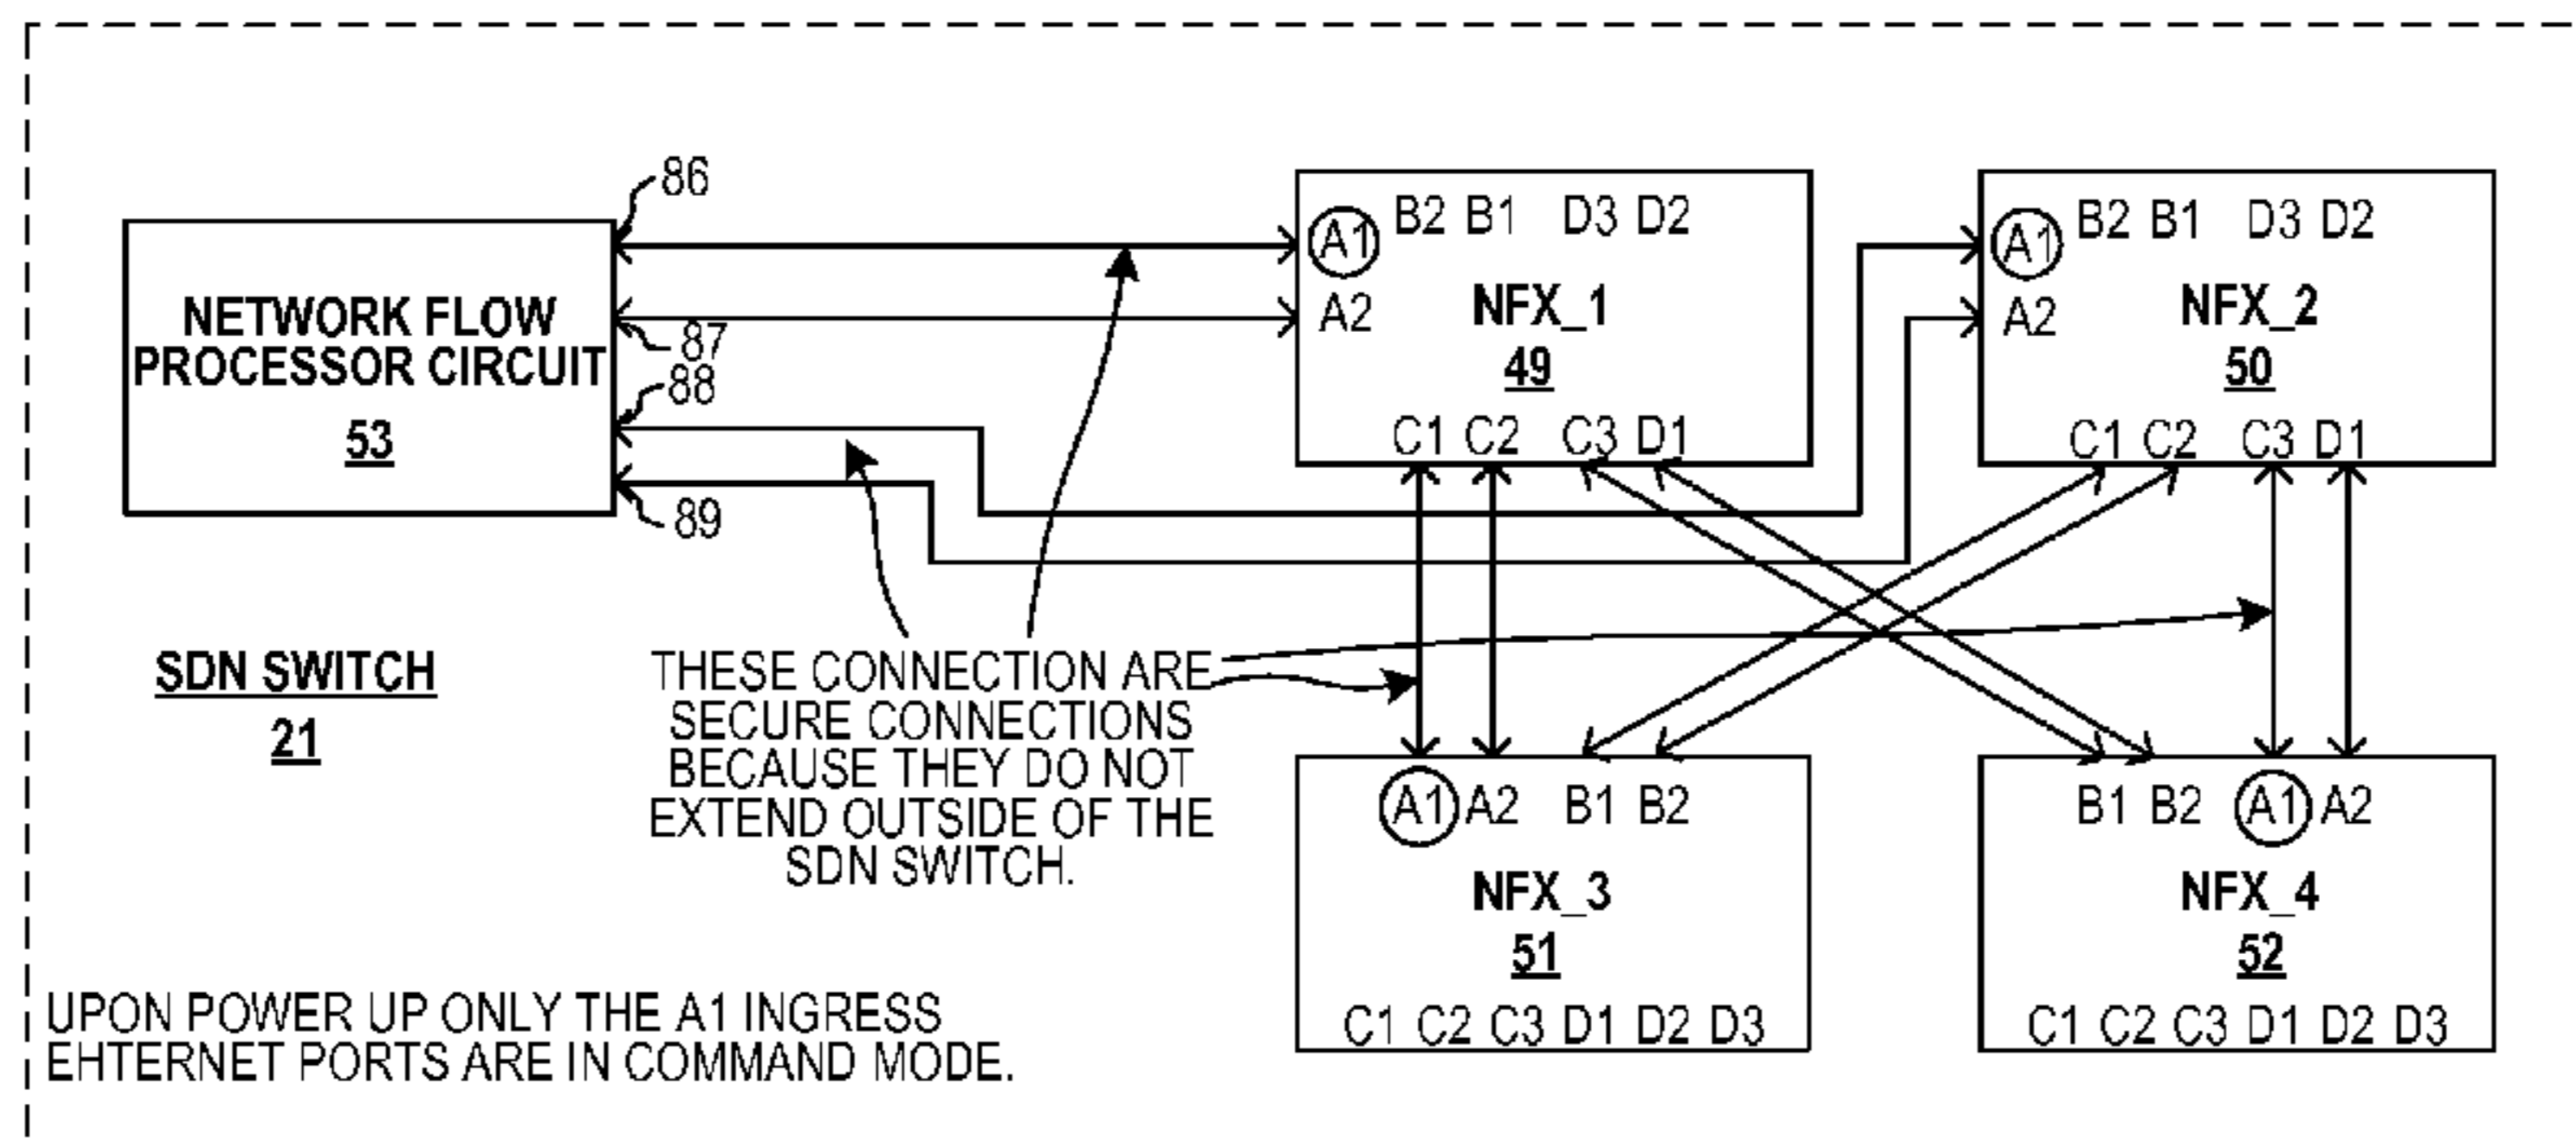 86
B2 B1 D3 D2
B2 B1 D3 D2
A1
A1
NETWORK FLOW
PROCESSOR CIRCUIT
53
87
88
89
A2
NFX_1
49
A2
NFX_2
50
C1 C2 C3 D1
C1 C2 C3 D1
SDN SWITCH
21
THESE CONNECTION ARE
SECURE CONNECTIONS
BECAUSE THEY DO NOT
EXTEND OUTSIDE OF THE
SDN SWITCH.
A1 A2 B1 B2
B1 B2 A1 A2
NFX_3
51
NFX_4
52
C1 C2 C3 D1 D2 D3
C1 C2 C3 D1 D2 D3
UPON POWER UP ONLY THE A1 INGRESS
EHTERNET PORTS ARE IN COMMAND MODE.